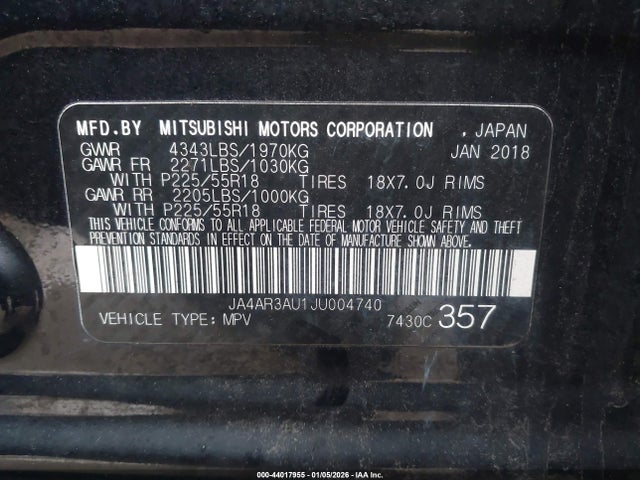 MFD.BY MITSUBISHI MOTORS CORPORATION , JAPAN
GVWR 4343LBS/1970KG JAN 2018
GAWR FR 2271LBS/1030KG
WITH P225/55R18 TIRES 18X7.0J RIMS
GAWR RR 2205LBS/1000KG
WITH P225/55R18 TIRES 18X7.0J RIMS
THIS VEHICLE CONFORMS TO ALL APPLICABLE FEDERAL MOTOR VEHICLE SAFETY AND THEFT
PREVENTION STANDARDS IN EFFECT ON THE DATE OF MANUFACTURE SHOWN ABOVE.
JA4AR3AU1JU004740
VEHICLE TYPE: MPV 7430C 357
000-44017955 - 01/05/2026 - IAA Inc.